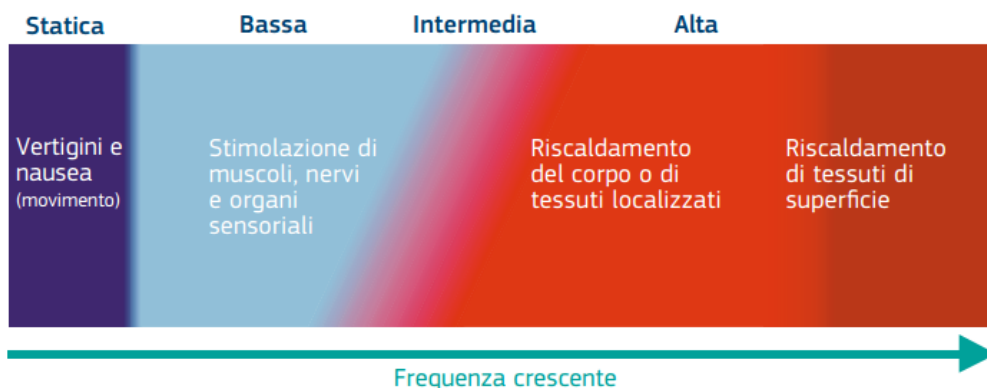 Statica
Bassa
Intermedia
Alta
Vertigini e
nausea
(movimento)
Stimolazione di
muscoli, nervi
e organi
sensoriali
Riscaldamento
del corpo o di
tessuti localizzati
Riscaldamento
di tessuti di
superficie
Frequenza crescente